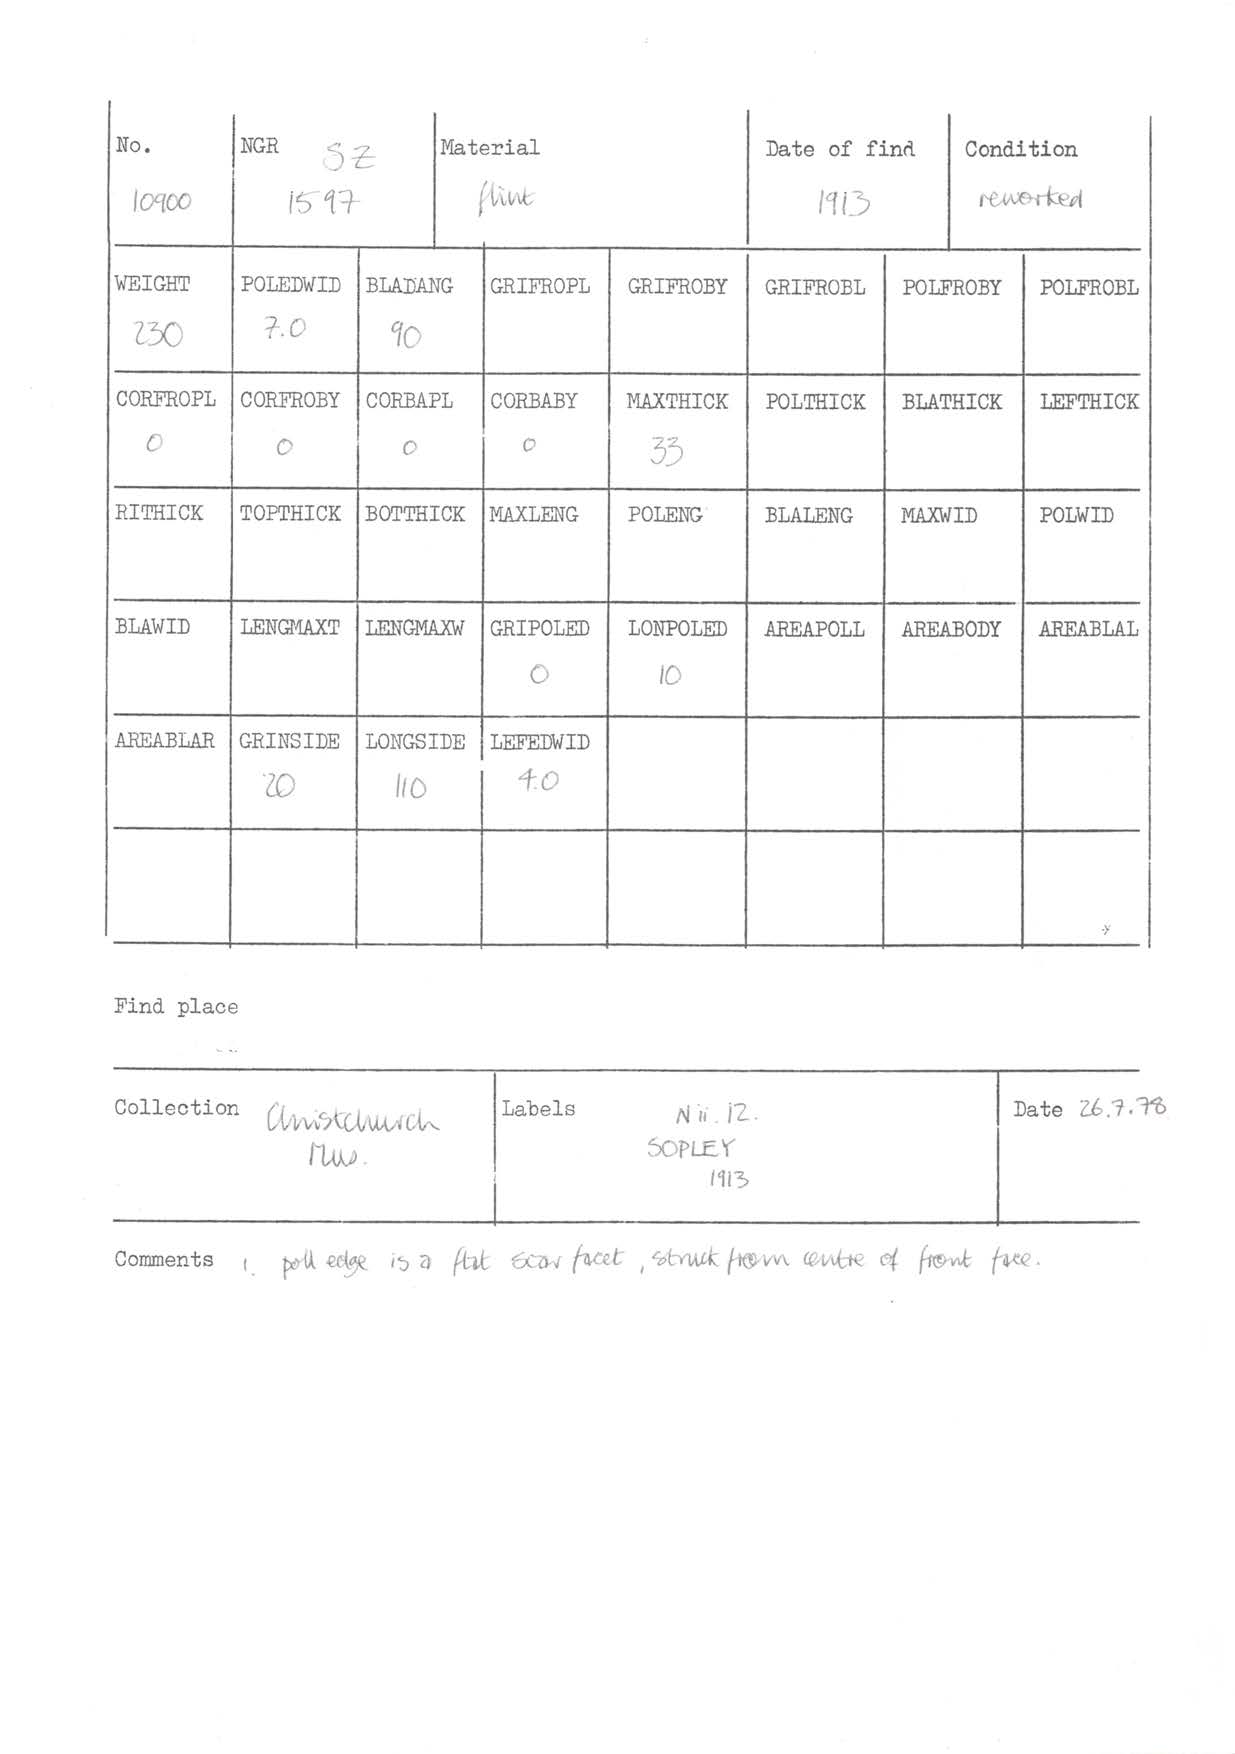 No. NGR SZ Material Date of find Condition
10900 1597 flint 1913 reworked
WEIGHT POLEDWID BLADANG GRIFROPL GRIFROBY GRIFROBL POLFROBY POLFROBL
230 7.0 90
CORFROPL CORFROBY CORBAPL CORBABY MAXTHICK POLTHICK BLATHICK LEFTHICK
0 0 0 0 33
RITHICK TOPTHICK BOTTHICK MAXLENG POLENG BLALENG MAXWID POLWID
BLAWID LENGMAXT LENGMAXW GRIPOLED LONPOLED AREAPOLL AREABODY AREABLAL
0 10
AREABLAR GRINSIDE LONGSIDE LEFEDWID
20 110 4.0
Find place
Collection Christchurch Labels N ii. 12. Date 26.7.78
Mus. SOPLEY
1913
Comments 1. poll edge is a flat scar facet, struck from centre of front face.